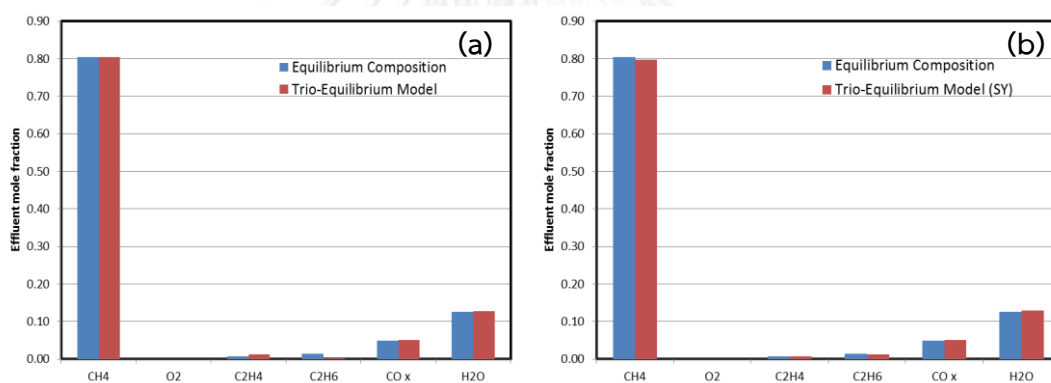 (a)
Equilibrium Composition
Trio-Equilibrium Model
Effluent mole fraction
0.90
0.80
0.70
0.60
0.50
0.40
0.30
0.20
0.10
0.00
CH4 O2 C2H4 C2H6 CO x H2O
(b)
Equilibrium Composition
Trio-Equilibrium Model (SY)
Effluent mole fraction
0.90
0.80
0.70
0.60
0.50
0.40
0.30
0.20
0.10
0.00
CH4 O2 C2H4 C2H6 CO x H2O